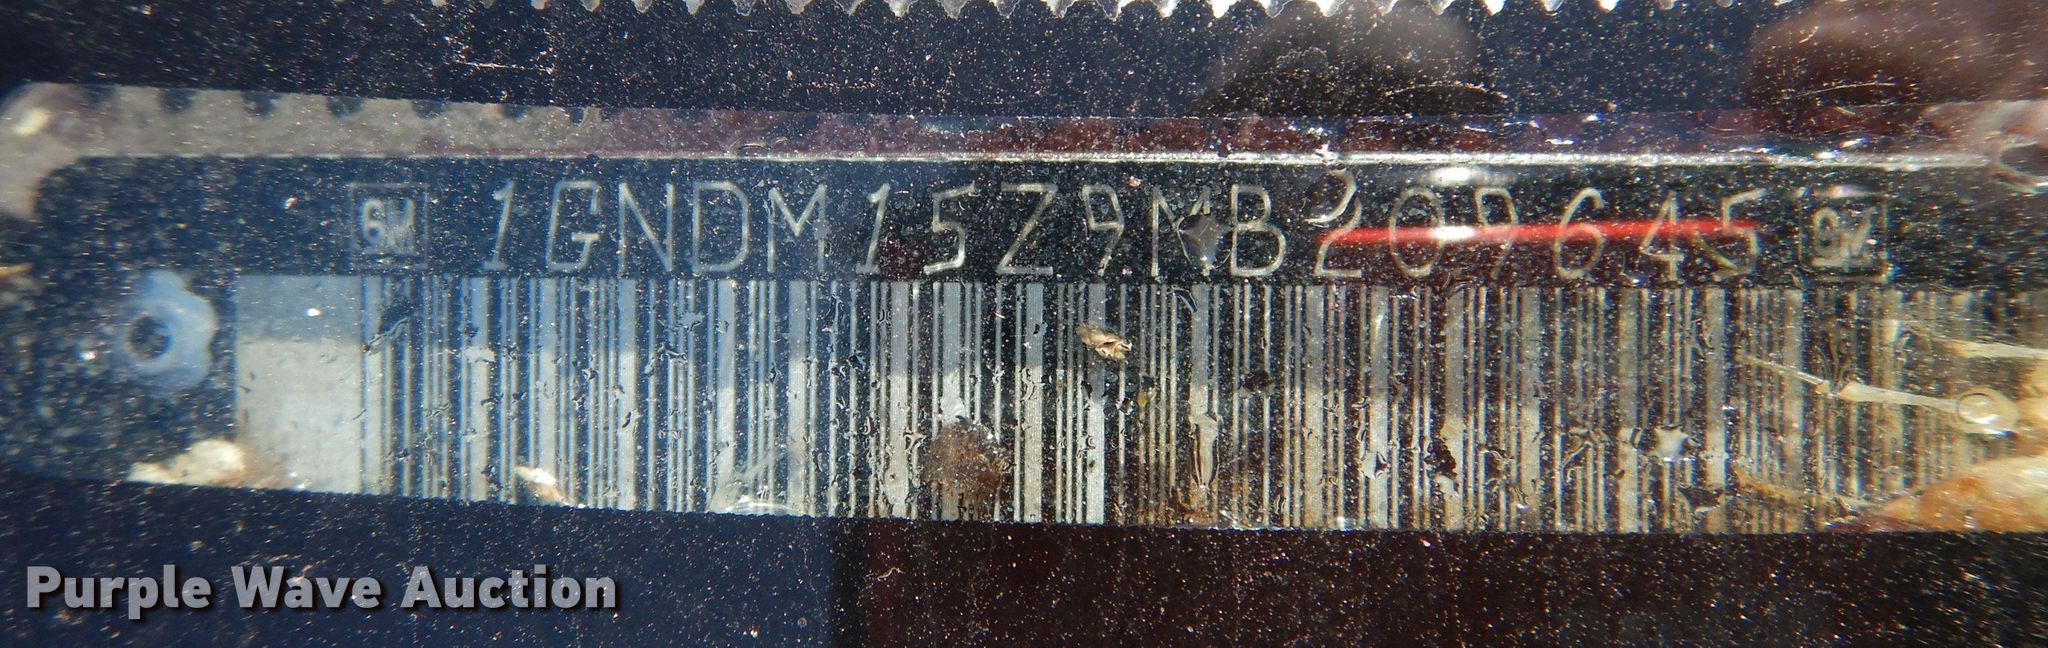 GM 1GNDM15Z9MB209645 GM
Purple Wave Auction